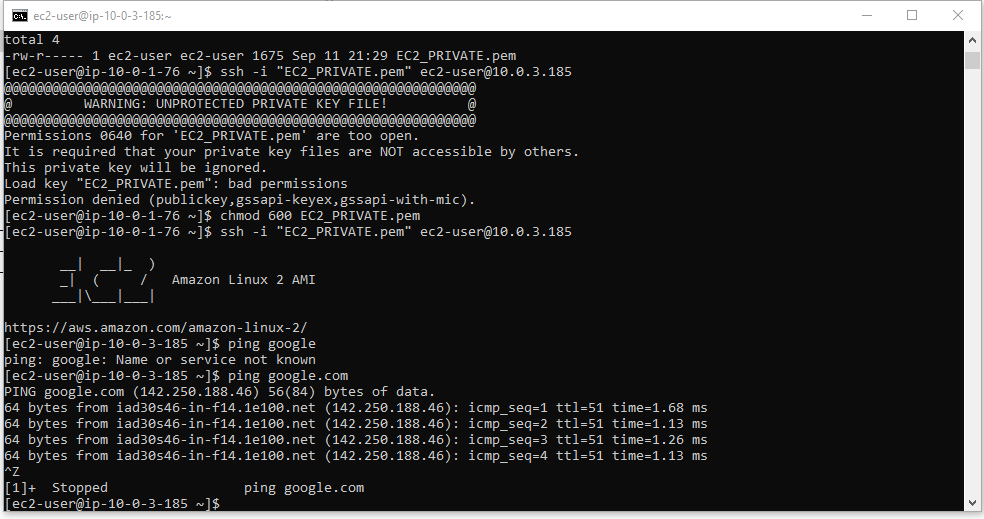 ec2-user@ip-10-0-3-185:~
total 4
-rw-r----- 1 ec2-user ec2-user 1675 Sep 11 21:29 EC2_PRIVATE.pem
[ec2-user@ip-10-0-1-76 ~]$ ssh -i "EC2_PRIVATE.pem" ec2-user@10.0.3.185
@@@@@@@@@@@@@@@@@@@@@@@@@@@@@@@@@@@@@@@@@@@@@@@@@@@@@@@@@@@
@         WARNING: UNPROTECTED PRIVATE KEY FILE!          @
@@@@@@@@@@@@@@@@@@@@@@@@@@@@@@@@@@@@@@@@@@@@@@@@@@@@@@@@@@@
Permissions 0640 for 'EC2_PRIVATE.pem' are too open.
It is required that your private key files are NOT accessible by others.
This private key will be ignored.
Load key "EC2_PRIVATE.pem": bad permissions
Permission denied (publickey,gssapi-keyex,gssapi-with-mic).
[ec2-user@ip-10-0-1-76 ~]$ chmod 600 EC2_PRIVATE.pem
[ec2-user@ip-10-0-1-76 ~]$ ssh -i "EC2_PRIVATE.pem" ec2-user@10.0.3.185
       __|  __|_  )
       _|  (     /   Amazon Linux 2 AMI
      ___|\___|___|
https://aws.amazon.com/amazon-linux-2/
[ec2-user@ip-10-0-3-185 ~]$ ping google
ping: google: Name or service not known
[ec2-user@ip-10-0-3-185 ~]$ ping google.com
PING google.com (142.250.188.46) 56(84) bytes of data.
64 bytes from iad30s46-in-f14.1e100.net (142.250.188.46): icmp_seq=1 ttl=51 time=1.68 ms
64 bytes from iad30s46-in-f14.1e100.net (142.250.188.46): icmp_seq=2 ttl=51 time=1.13 ms
64 bytes from iad30s46-in-f14.1e100.net (142.250.188.46): icmp_seq=3 ttl=51 time=1.26 ms
64 bytes from iad30s46-in-f14.1e100.net (142.250.188.46): icmp_seq=4 ttl=51 time=1.13 ms
^Z
[1]+  Stopped                 ping google.com
[ec2-user@ip-10-0-3-185 ~]$